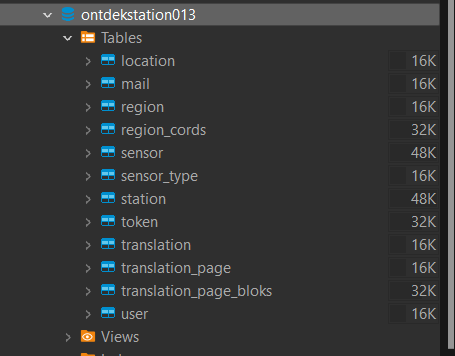 ontdekstation013
Tables
location 16K
mail 16K
region 16K
region_cords 32K
sensor 48K
sensor_type 16K
station 48K
token 32K
translation 16K
translation_page 16K
translation_page_bloks 32K
user 16K
Views